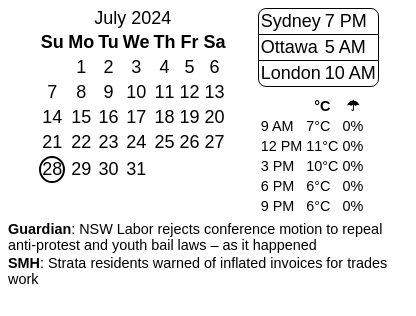 July 2024
Su Mo Tu We Th Fr Sa
1 2 3 4 5 6
7 8 9 10 11 12 13
14 15 16 17 18 19 20
21 22 23 24 25 26 27
28 29 30 31
Sydney 7 PM
Ottawa 5 AM
London 10 AM
°C ☂
9 AM 7°C 0%
12 PM 11°C 0%
3 PM 10°C 0%
6 PM 6°C 0%
9 PM 6°C 0%
Guardian: NSW Labor rejects conference motion to repeal
anti-protest and youth bail laws – as it happened
SMH: Strata residents warned of inflated invoices for trades
work